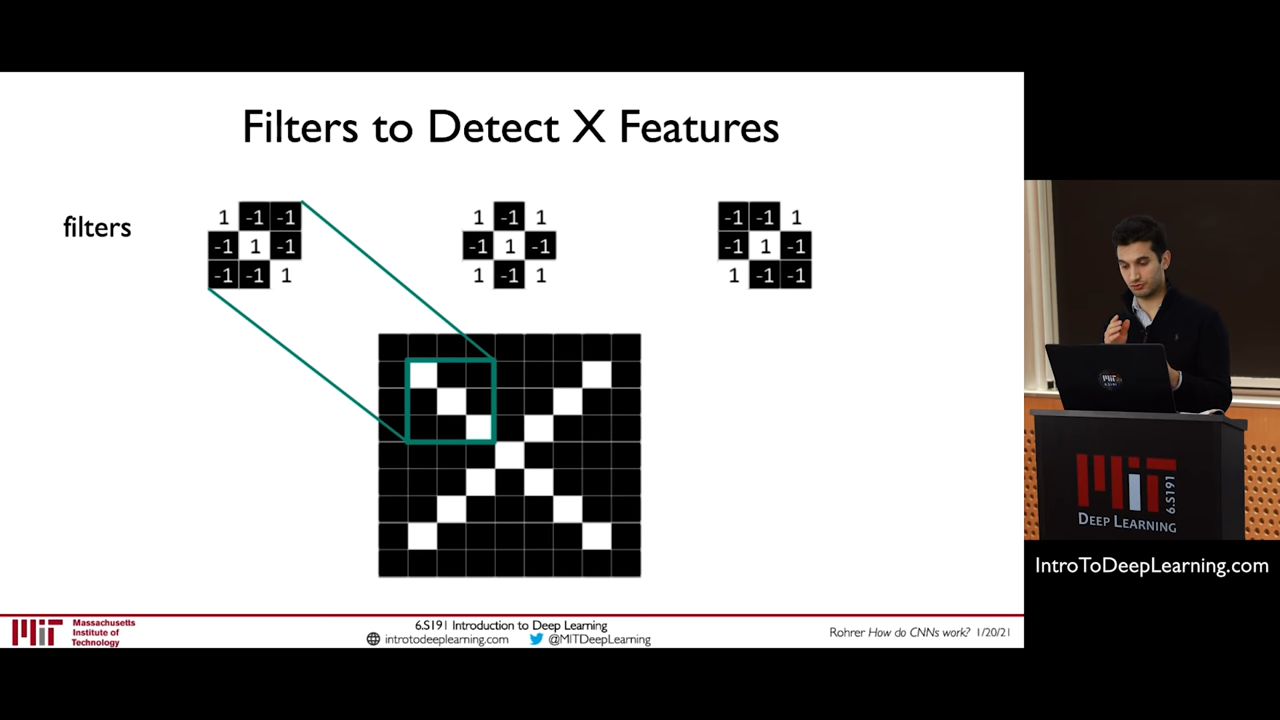 Filters to Detect X Features
filters
1 -1 -1
-1 1 -1
-1 -1 1
1 -1 1
-1 1 -1
1 -1 1
-1 -1 1
-1 1 -1
1 -1 -1
MIT
6.S191
DEEP LEARNING
IntroToDeepLearning.com
MIT
Massachusetts
Institute of
Technology
6.S191 Introduction to Deep Learning
introtodeeplearning.com @MITDeepLearning
Rohrer How do CNNs work? 1/20/21